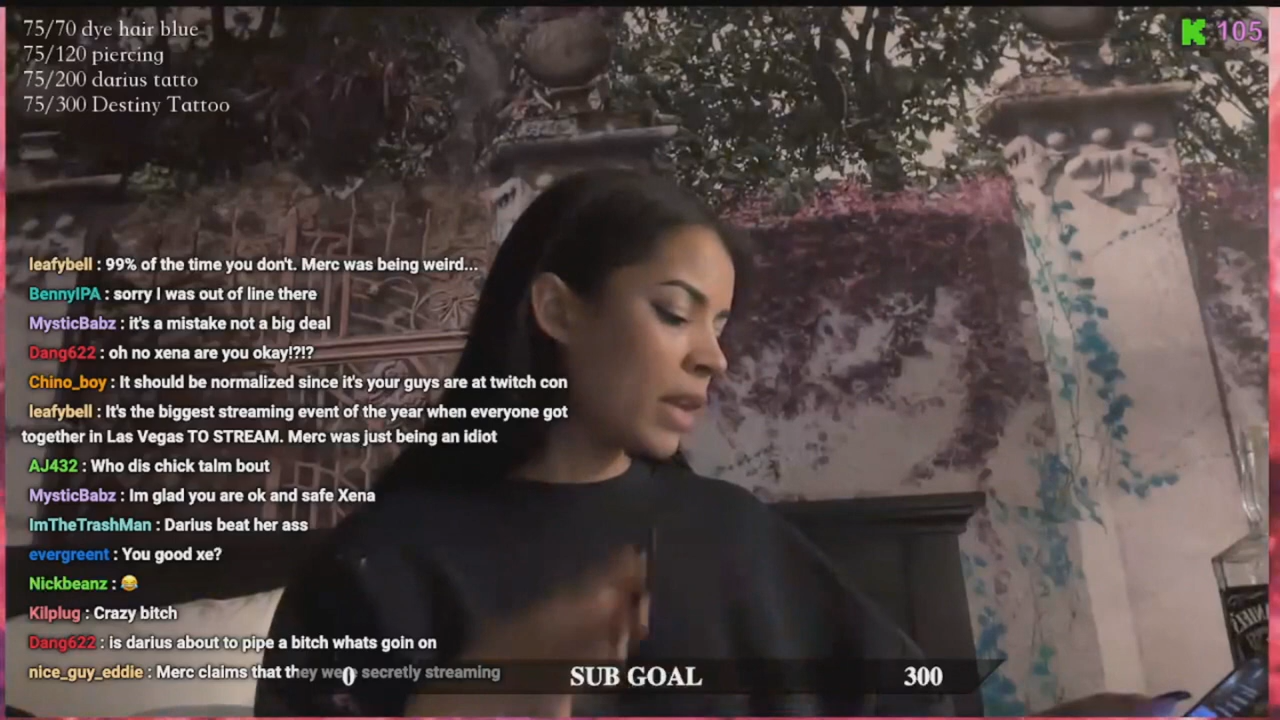 75/70 dye hair blue
75/120 piercing
75/200 darius tatto
75/300 Destiny Tattoo
105
leafybell : 99% of the time you don't. Merc was being weird...
BennyIPA : sorry I was out of line there
MysticBabz : it's a mistake not a big deal
Dang622 : oh no xena are you okay!?!?
Chino_boy : It should be normalized since it's your guys are at twitch con
leafybell : It's the biggest streaming event of the year when everyone got
together in Las Vegas TO STREAM. Merc was just being an idiot
AJ432 : Who dis chick talm bout
MysticBabz : Im glad you are ok and safe Xena
ImTheTrashMan : Darius beat her ass
evergreent : You good xe?
Nickbeanz : 😂
Kilplug : Crazy bitch
Dang622 : is darius about to pipe a bitch whats goin on
nice_guy_eddie : Merc claims that they were secretly streaming
0 SUB GOAL 300